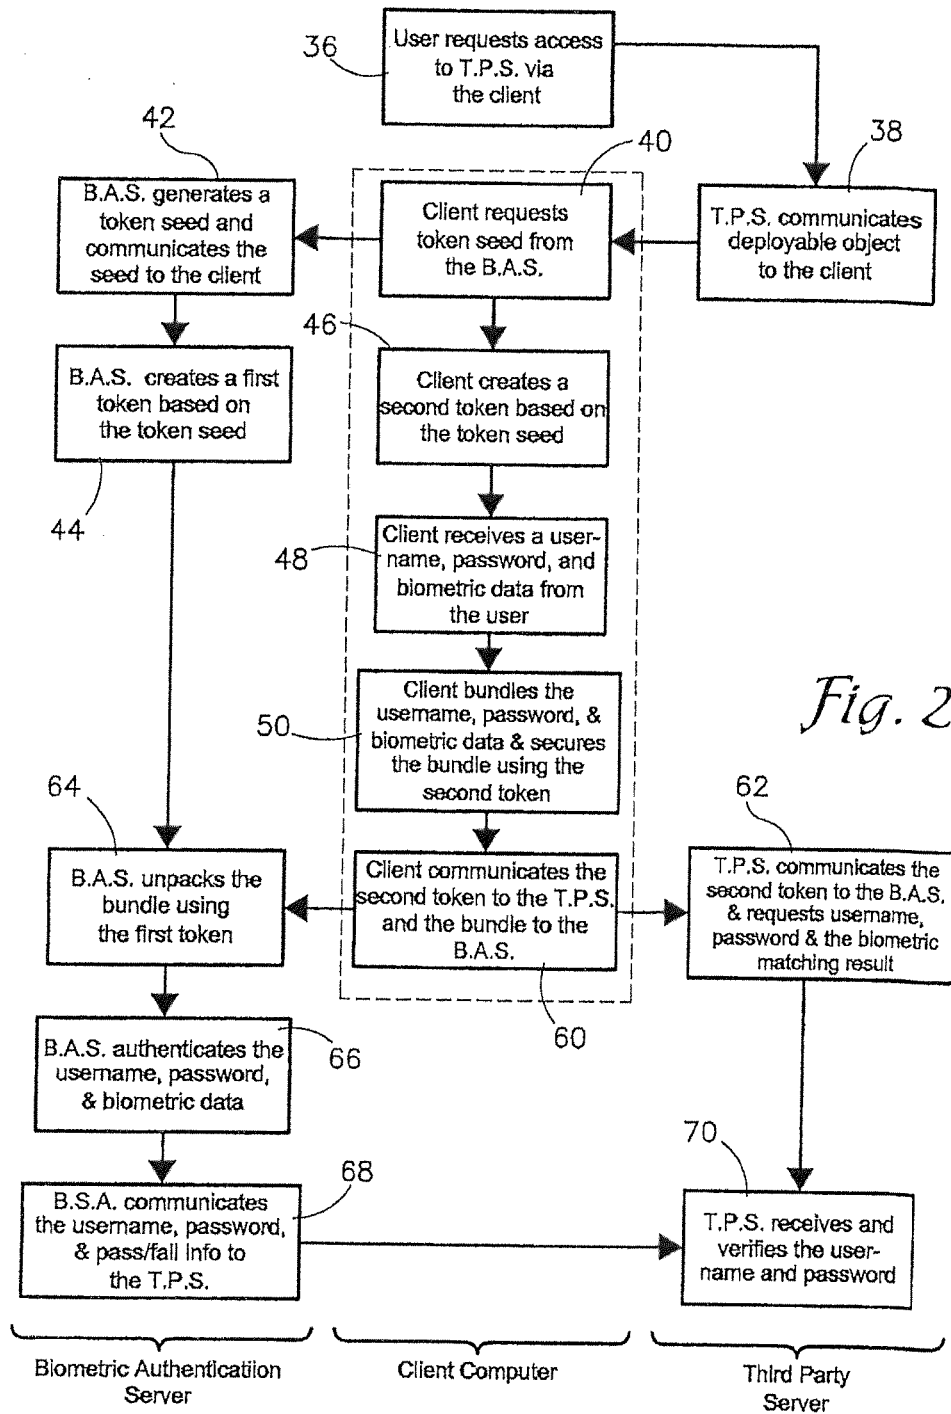 36
User requests access
to T.P.S. via
the client
42
40
38
B.A.S. generates a
token seed and
communicates the
seed to the client
Client requests
token seed from
the B.A.S.
T.P.S. communicates
deployable object
to the client
46
B.A.S. creates a first
token based on
the token seed
Client creates a
second token based on
the token seed
44
48
Client receives a user-
name, password, and
biometric data from
the user
50
Client bundles the
username, password, &
biometric data & secures
the bundle using the
second token
Fig. 2
64
62
B.A.S. unpacks the
bundle using
the first token
Client communicates the
second token to the T.P.S.
and the bundle to the
B.A.S.
T.P.S. communicates the
second token to the B.A.S.
& requests username,
password & the biometric
matching result
60
B.A.S. authenticates the
username, password,
& biometric data
66
70
B.S.A. communicates
the username, password,
& pass/fail info to
the T.P.S.
68
T.P.S. receives and
verifies the user-
name and password
Biometric Authenticatiion
Server
Client Computer
Third Party
Server